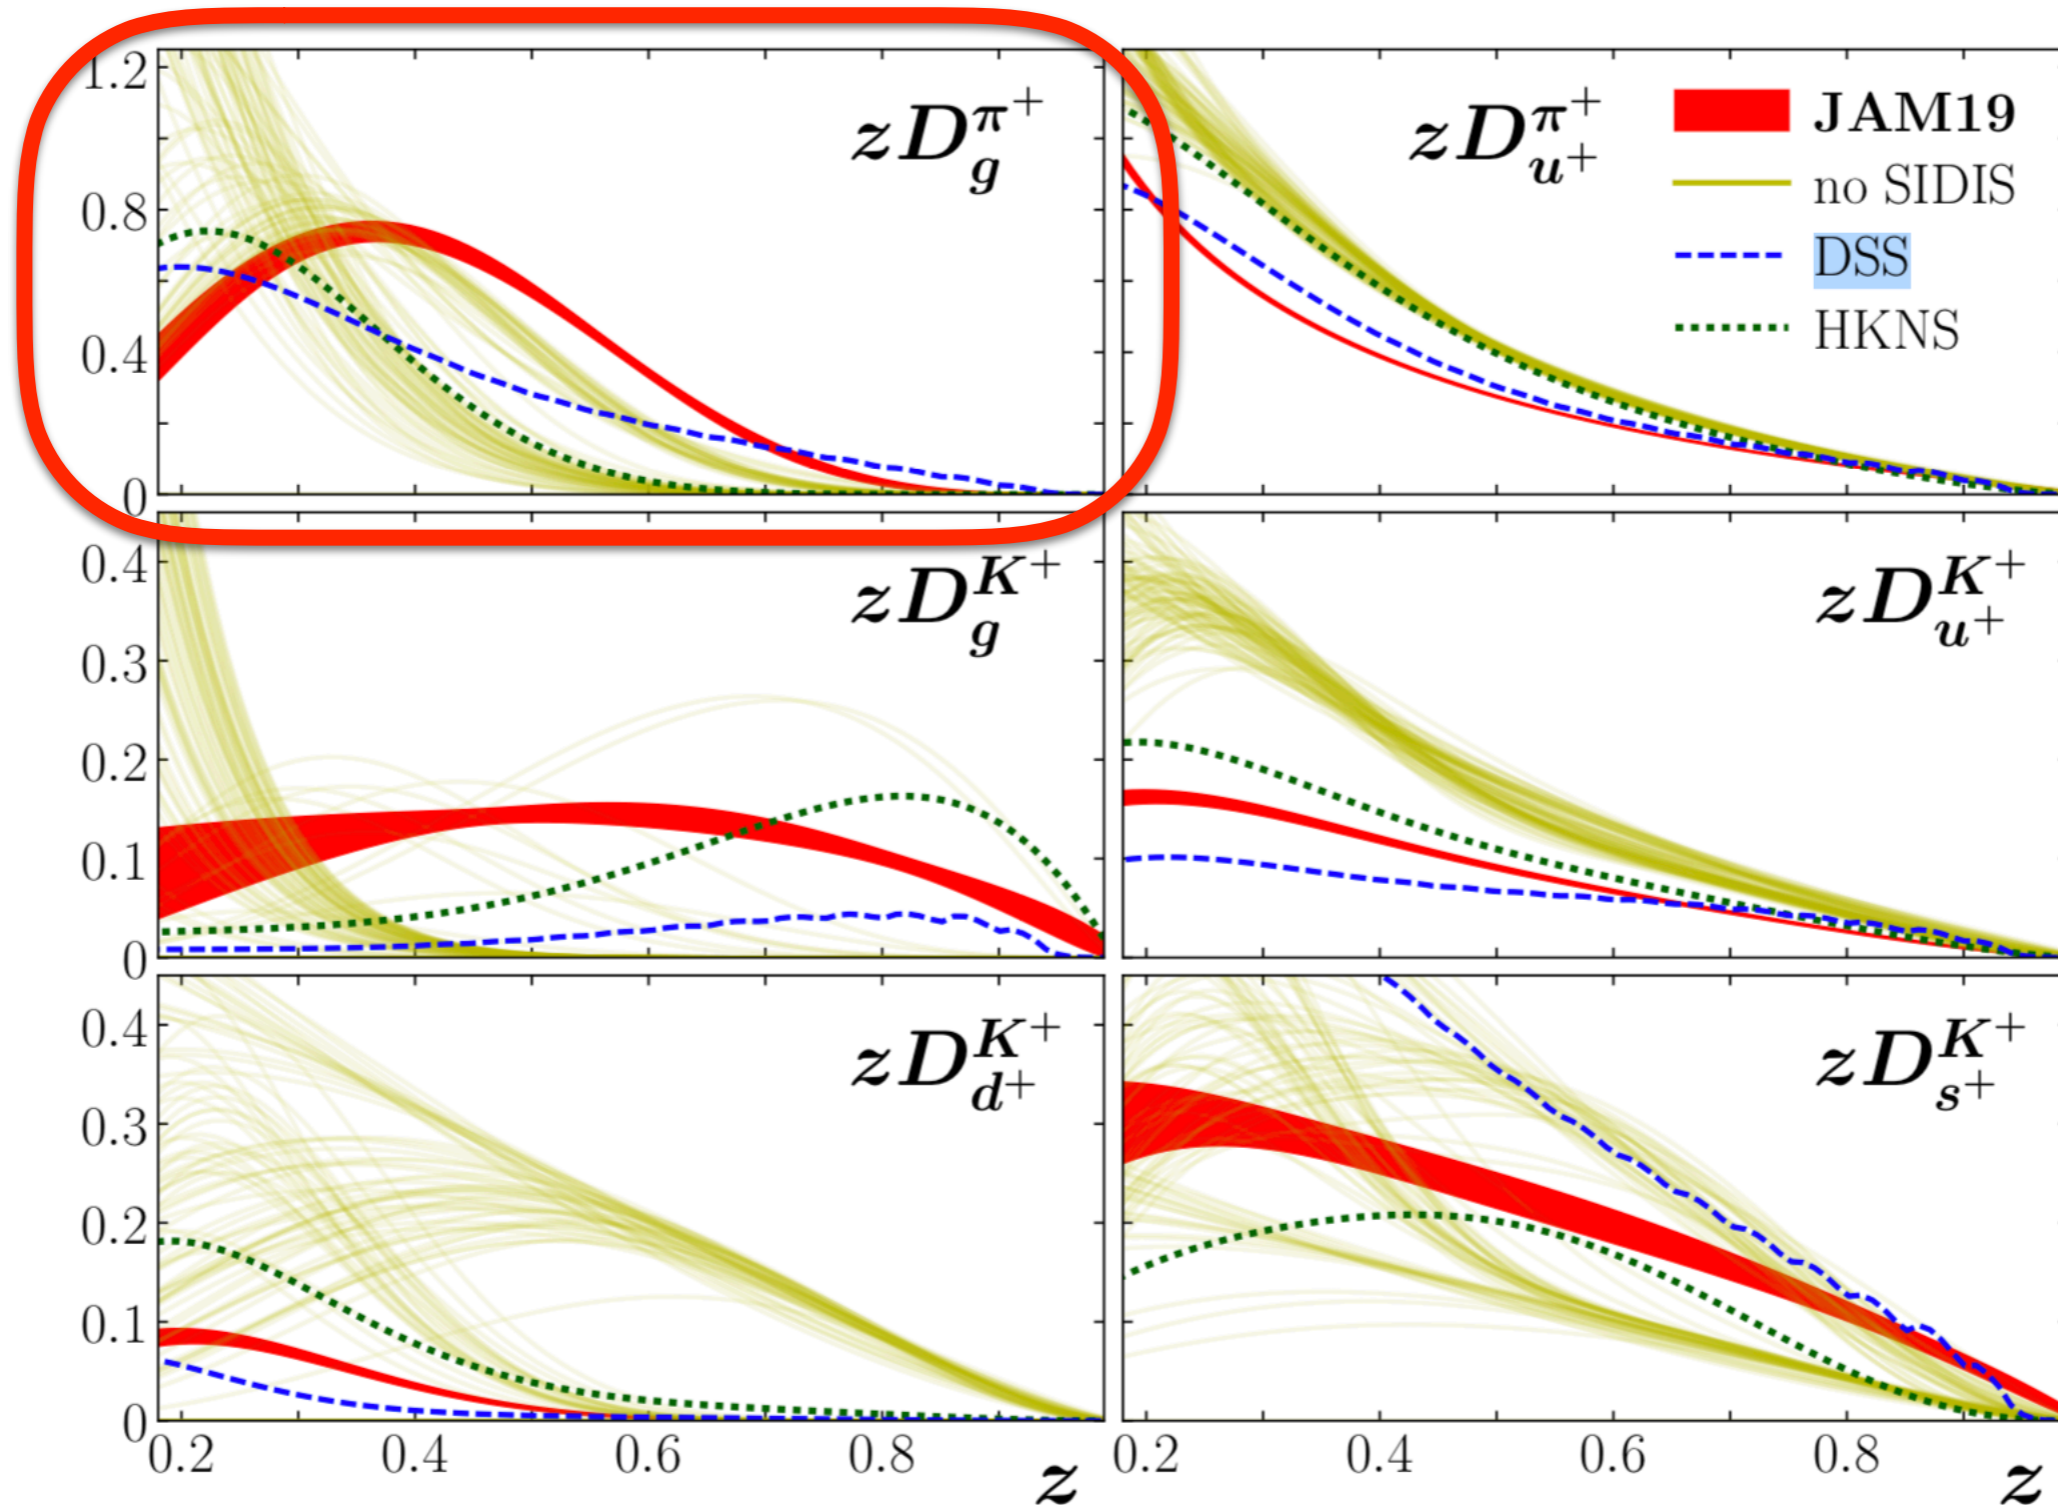 1.2
0.8
0.4
0
zD_g^{π^+}
zD_{u^+}^{π^+}
JAM19
no SIDIS
DSS
HKNS
0.4
0.3
0.2
0.1
0
zD_g^{K^+}
zD_{u^+}^{K^+}
0.4
0.3
0.2
0.1
0
zD_{d^+}^{K^+}
zD_{s^+}^{K^+}
0.2 0.4 0.6 0.8 z
0.2 0.4 0.6 0.8 z